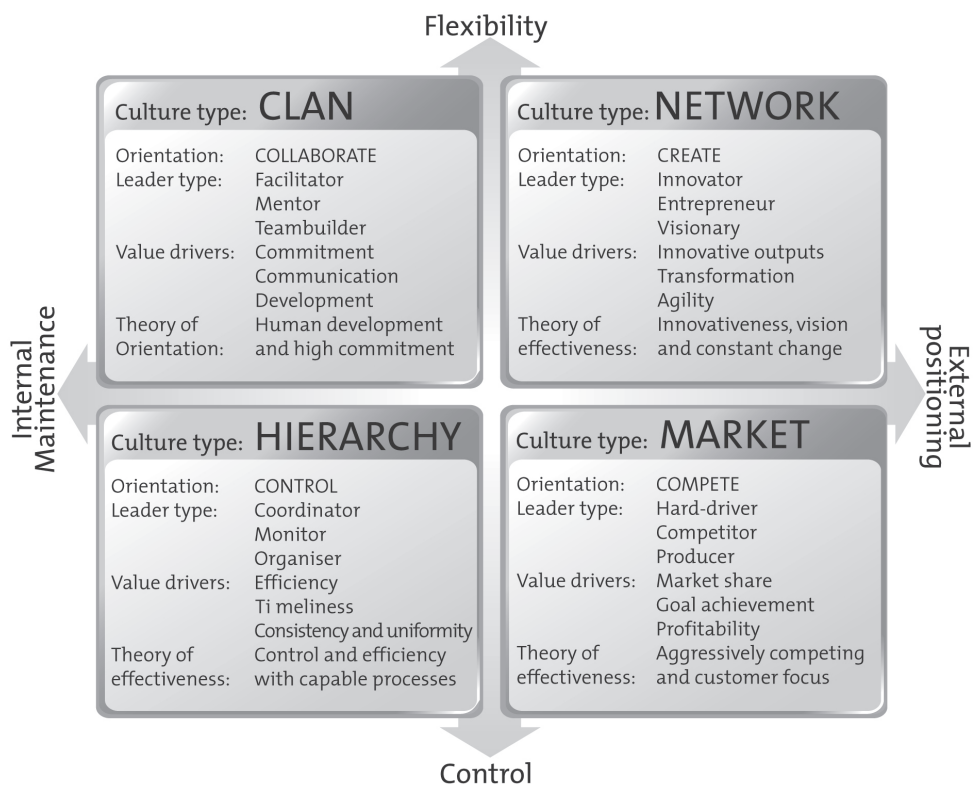 Flexibility
Culture type: CLAN
Orientation: COLLABORATE
Leader type: Facilitator
Mentor
Teambuilder
Value drivers: Commitment
Communication
Development
Theory of Human development
Orientation: and high commitment
Culture type: NETWORK
Orientation: CREATE
Leader type: Innovator
Entrepreneur
Visionary
Value drivers: Innovative outputs
Transformation
Agility
Theory of Innovativeness, vision
effectiveness: and constant change
Internal
Maintenance
External
positioning
Culture type: HIERARCHY
Orientation: CONTROL
Leader type: Coordinator
Monitor
Organiser
Value drivers: Efficiency
Ti meliness
Consistency and uniformity
Theory of Control and efficiency
effectiveness: with capable processes
Culture type: MARKET
Orientation: COMPETE
Leader type: Hard-driver
Competitor
Producer
Value drivers: Market share
Goal achievement
Profitability
Theory of Aggressively competing
effectiveness: and customer focus
Control